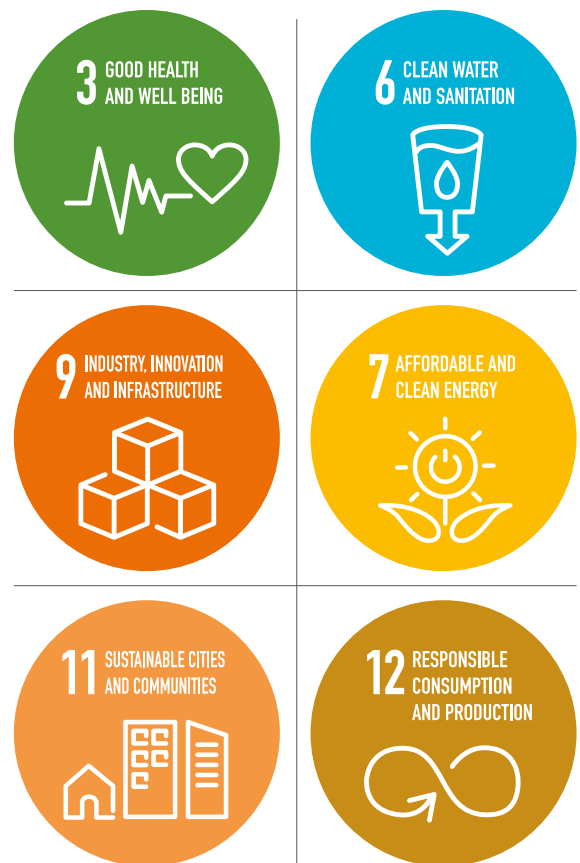 3 GOOD HEALTH
AND WELL BEING
6 CLEAN WATER
AND SANITATION
9 INDUSTRY, INNOVATION
AND INFRASTRUCTURE
7 AFFORDABLE AND
CLEAN ENERGY
11 SUSTAINABLE CITIES
AND COMMUNITIES
12 RESPONSIBLE
CONSUMPTION
AND PRODUCTION